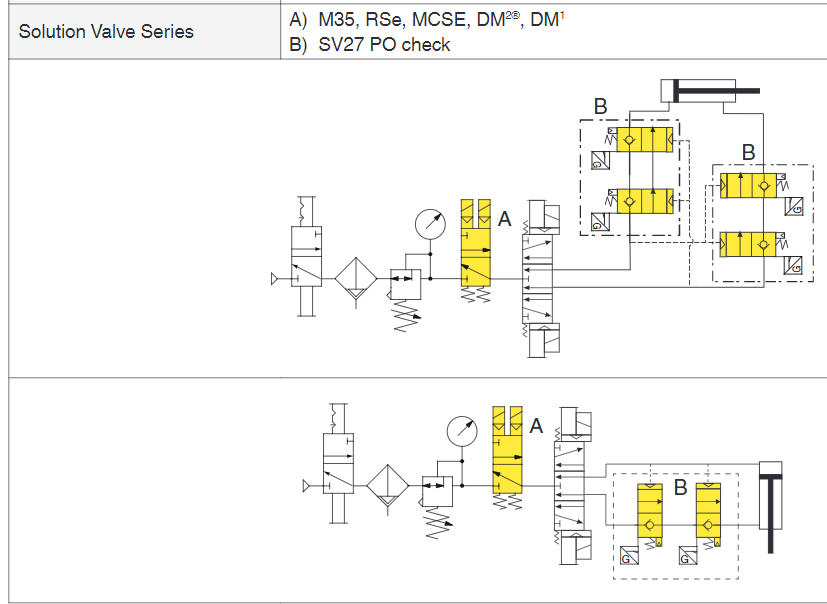 Solution Valve Series
A) M35, RSe, MCSE, DM²®, DM¹
B) SV27 PO check
B
B
A
G
G
G
G
A
B
G
G